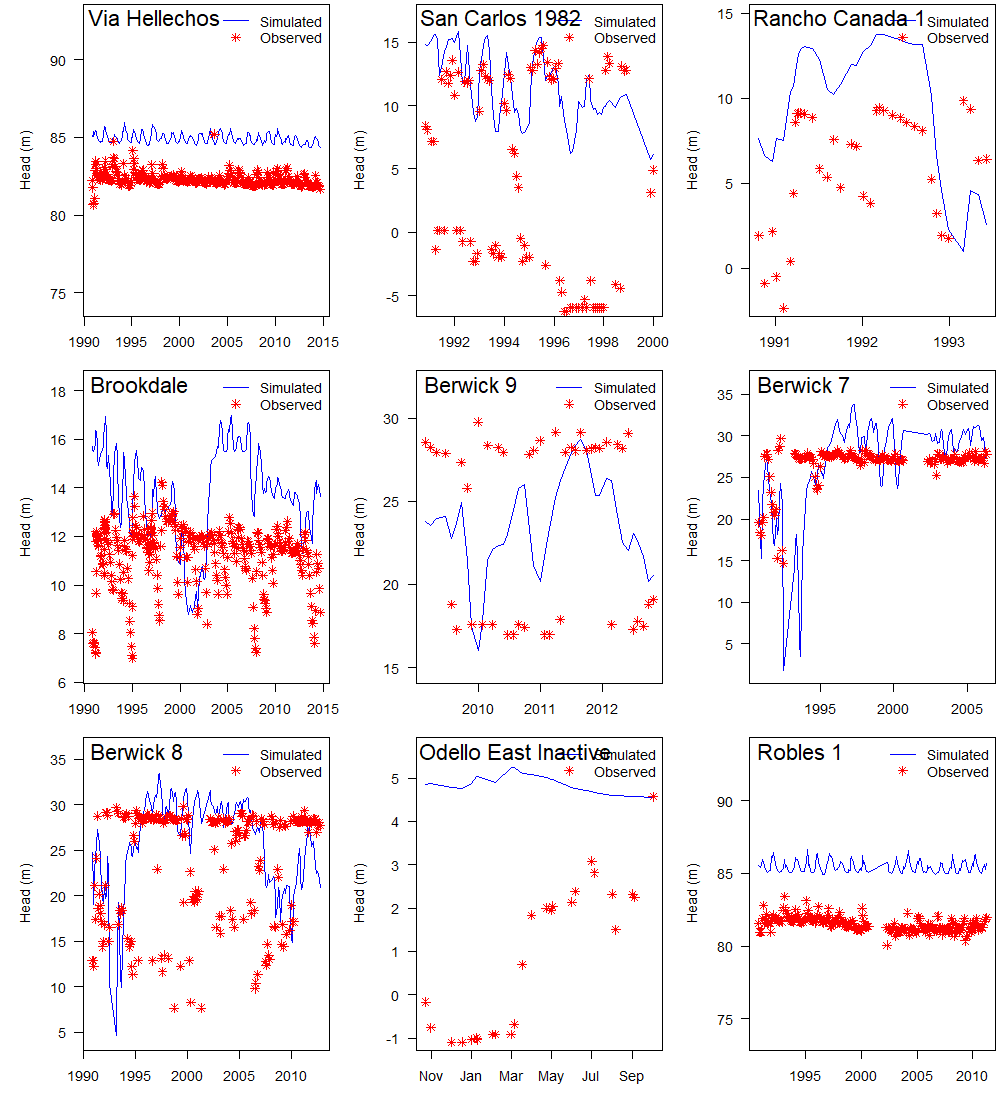 Via Hellechos
Simulated
Observed
Head (m)
90
85
80
75
1990 1995 2000 2005 2010 2015
San Carlos 1982
Simulated
Observed
Head (m)
15
10
5
0
-5
1992 1994 1996 1998 2000
Rancho Canada 1
Simulated
Observed
Head (m)
15
10
5
0
1991 1992 1993
Brookdale
Simulated
Observed
Head (m)
18
16
14
12
10
8
6
1990 1995 2000 2005 2010 2015
Berwick 9
Simulated
Observed
Head (m)
30
25
20
15
2010 2011 2012
Berwick 7
Simulated
Observed
Head (m)
35
30
25
20
15
10
5
1995 2000 2005
Berwick 8
Simulated
Observed
Head (m)
35
30
25
20
15
10
5
1990 1995 2000 2005 2010
Odello East Inactive
Simulated
Observed
Head (m)
5
4
3
2
1
0
-1
Nov Jan Mar May Jul Sep
Robles 1
Simulated
Observed
Head (m)
90
85
80
75
1995 2000 2005 2010